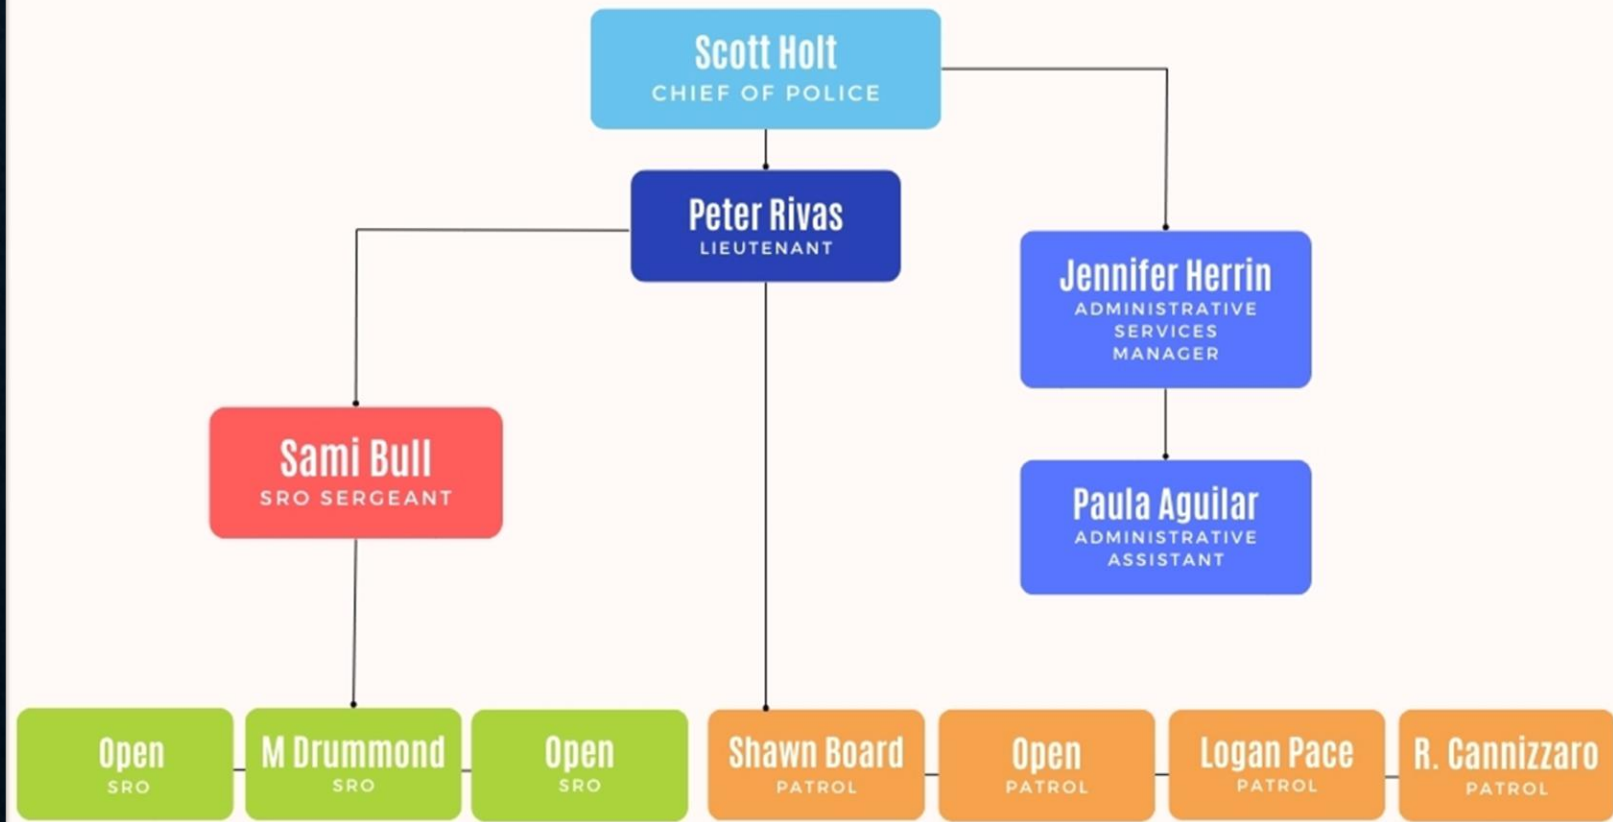 Scott Holt
CHIEF OF POLICE
Peter Rivas
LIEUTENANT
Jennifer Herrin
ADMINISTRATIVE
SERVICES
MANAGER
Sami Bull
SRO SERGEANT
Paula Aguilar
ADMINISTRATIVE
ASSISTANT
Open
SRO
M Drummond
SRO
Open
SRO
Shawn Board
PATROL
Open
PATROL
Logan Pace
PATROL
R. Cannizzaro
PATROL